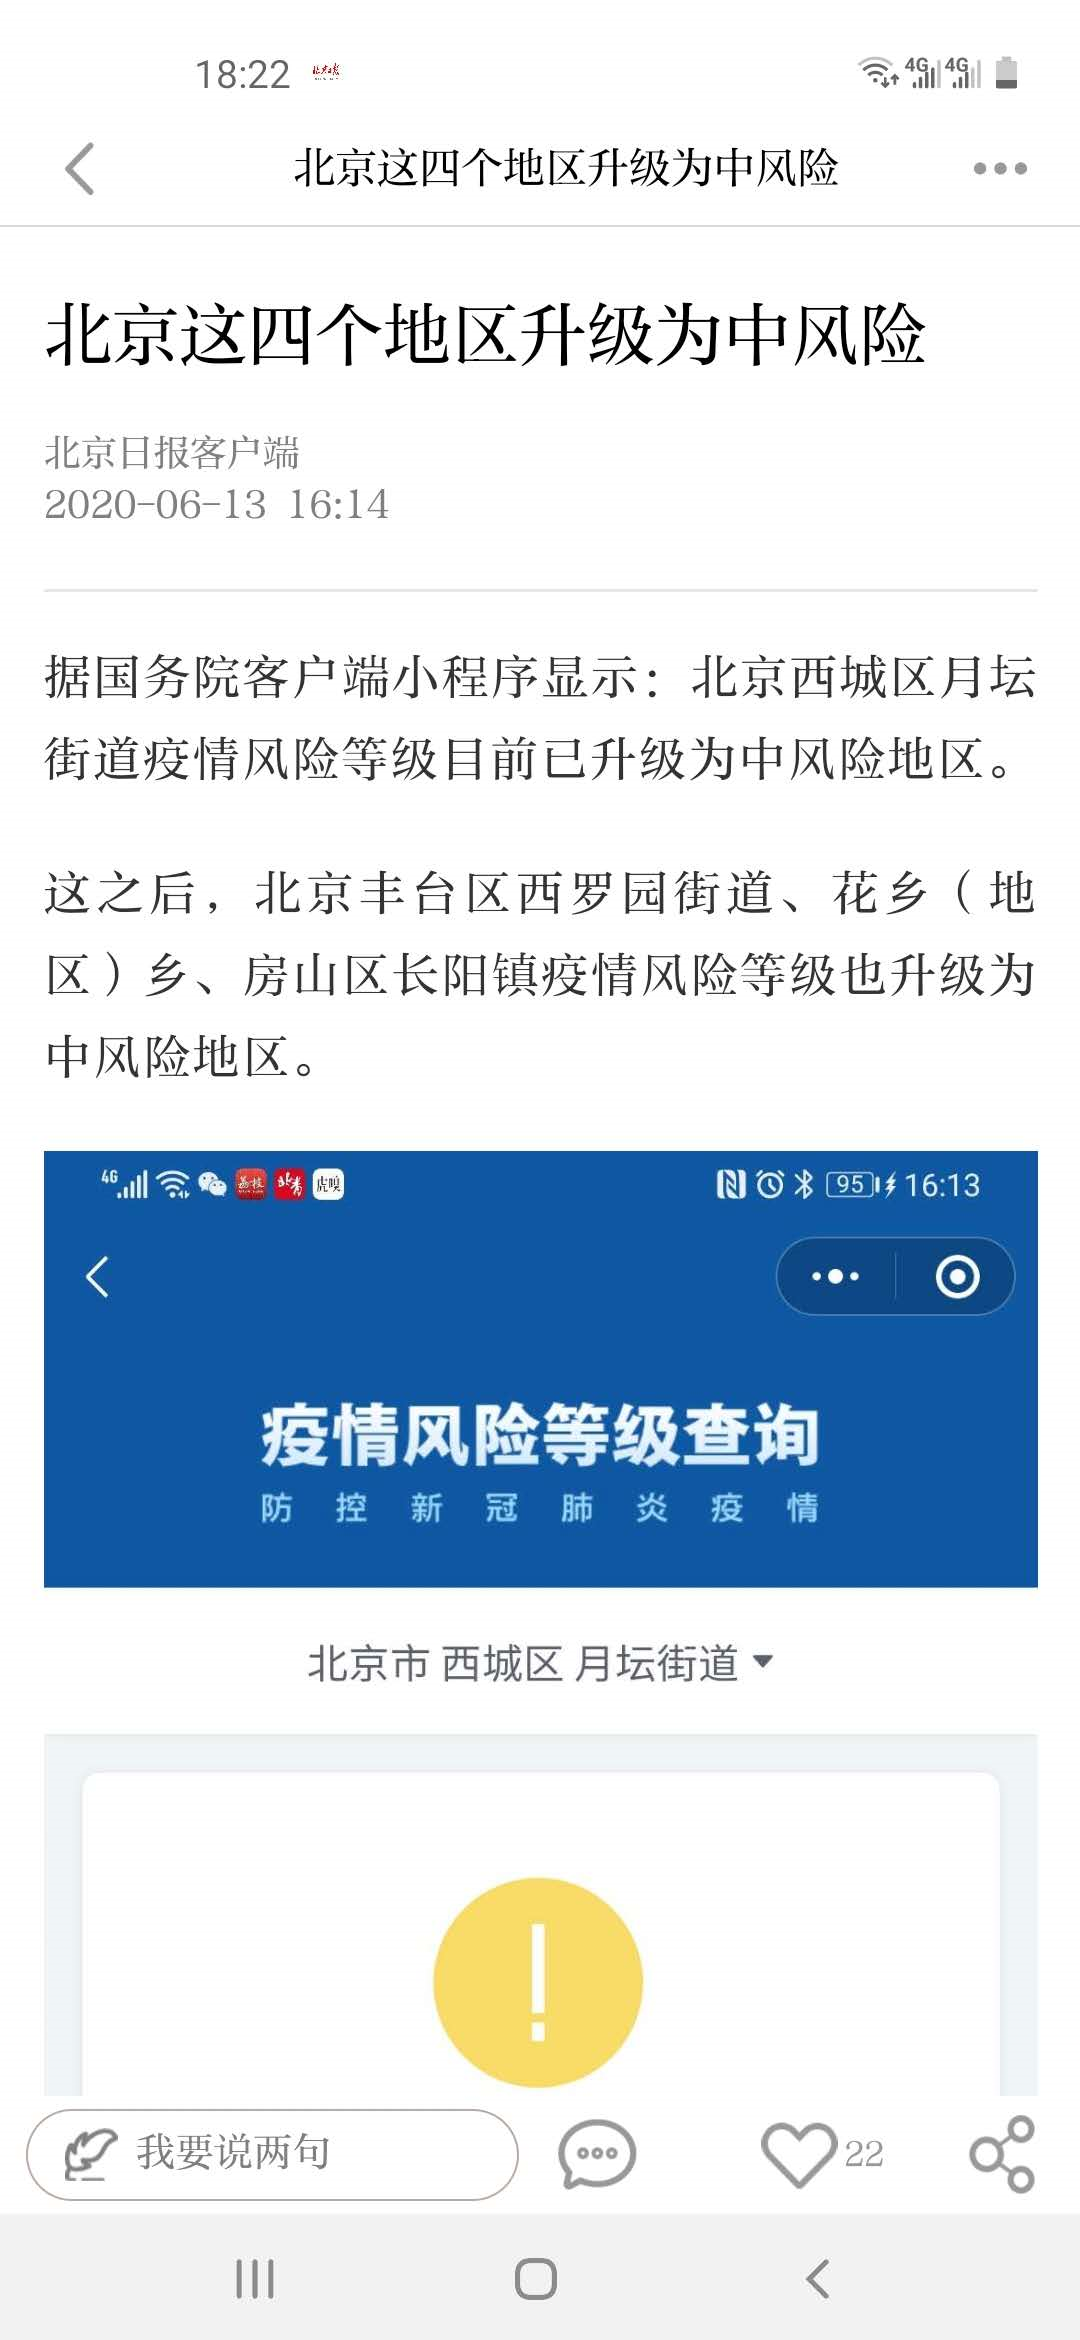 18:22
4G 4G
北京这四个地区升级为中风险
北京这四个地区升级为中风险
北京日报客户端
2020-06-13 16:14
据国务院客户端小程序显示：北京西城区月坛
街道疫情风险等级目前已升级为中风险地区。
这之后，北京丰台区西罗园街道、花乡（地
区）乡、房山区长阳镇疫情风险等级也升级为
中风险地区。
4G 荔枝 北青 虎嗅 95 16:13
疫情风险等级查询
防控新冠肺炎疫情
北京市 西城区 月坛街道
!
我要说两句
22